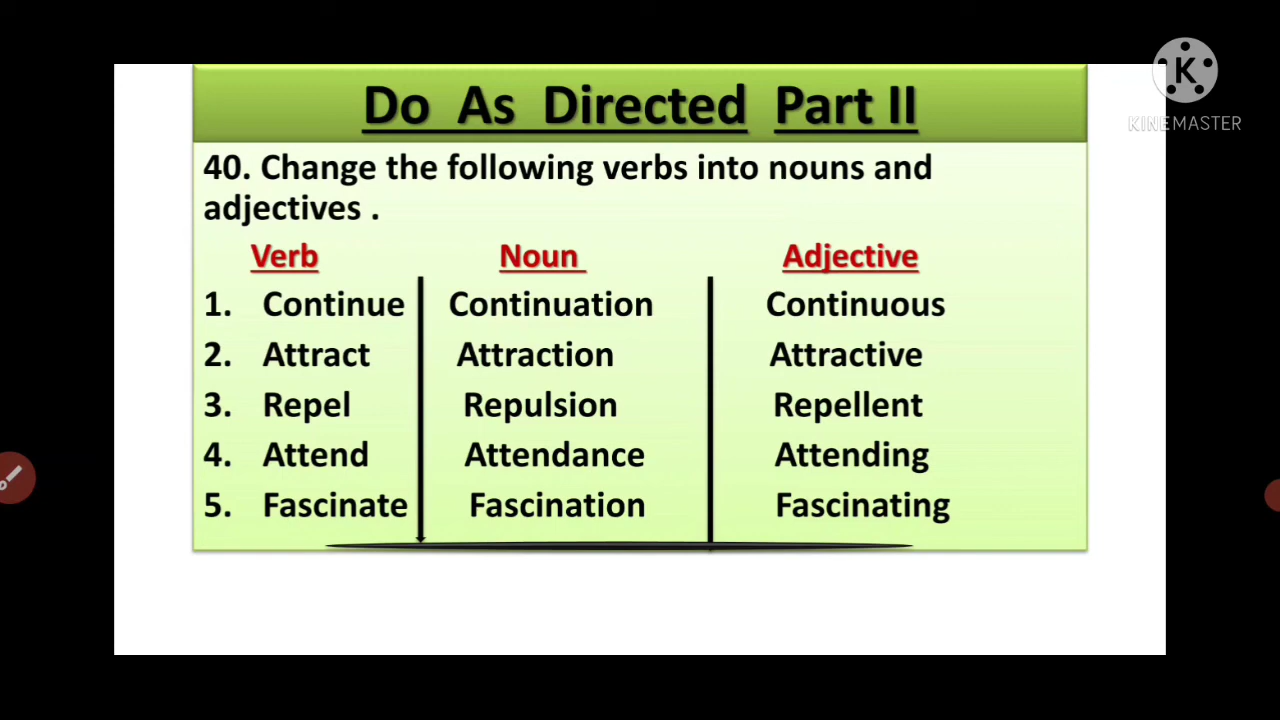 K
KINEMASTER
Do As Directed Part II
40. Change the following verbs into nouns and
adjectives .
Verb Noun Adjective
1. Continue Continuation Continuous
2. Attract Attraction Attractive
3. Repel Repulsion Repellent
4. Attend Attendance Attending
5. Fascinate Fascination Fascinating